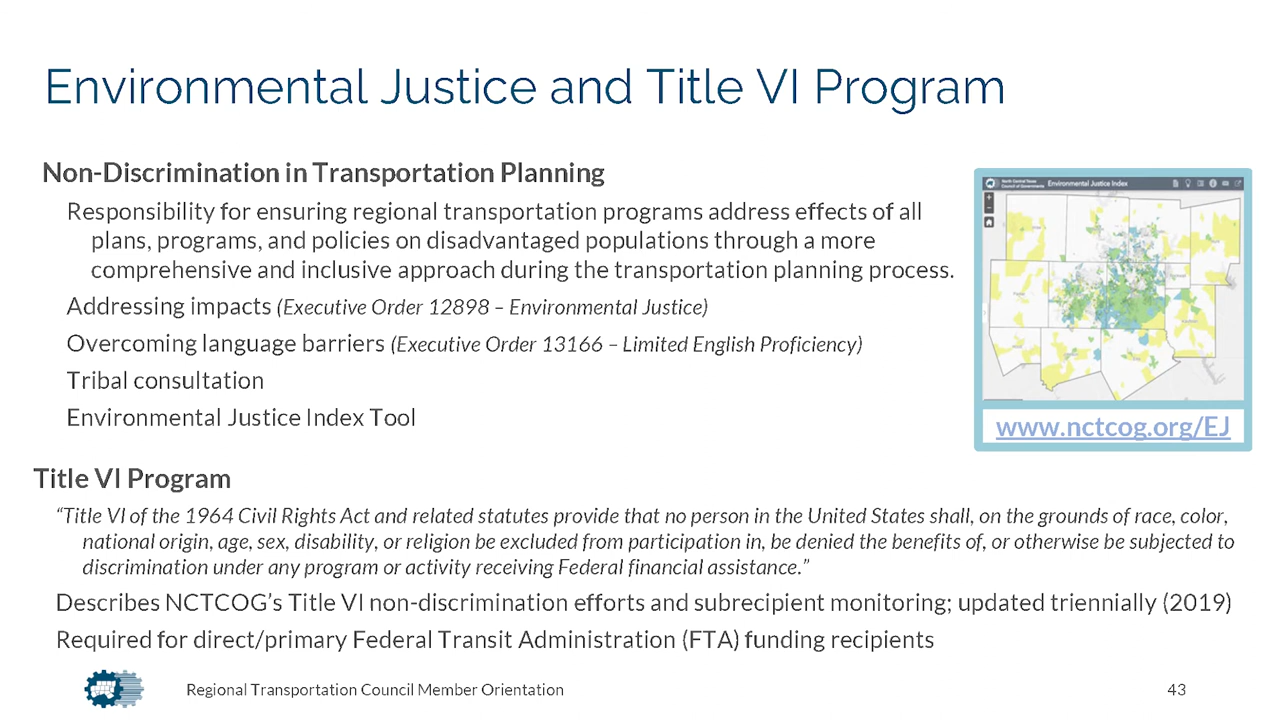 Environmental Justice and Title VI Program
Non-Discrimination in Transportation Planning
Responsibility for ensuring regional transportation programs address effects of all
plans, programs, and policies on disadvantaged populations through a more
comprehensive and inclusive approach during the transportation planning process.
Addressing impacts (Executive Order 12898 – Environmental Justice)
Overcoming language barriers (Executive Order 13166 – Limited English Proficiency)
Tribal consultation
Environmental Justice Index Tool
North Central Texas
Council of Governments
Environmental Justice Index
www.nctcog.org/EJ
Title VI Program
“Title VI of the 1964 Civil Rights Act and related statutes provide that no person in the United States shall, on the grounds of race, color,
national origin, age, sex, disability, or religion be excluded from participation in, be denied the benefits of, or otherwise be subjected to
discrimination under any program or activity receiving Federal financial assistance.”
Describes NCTCOG’s Title VI non-discrimination efforts and subrecipient monitoring; updated triennially (2019)
Required for direct/primary Federal Transit Administration (FTA) funding recipients
Regional Transportation Council Member Orientation
43